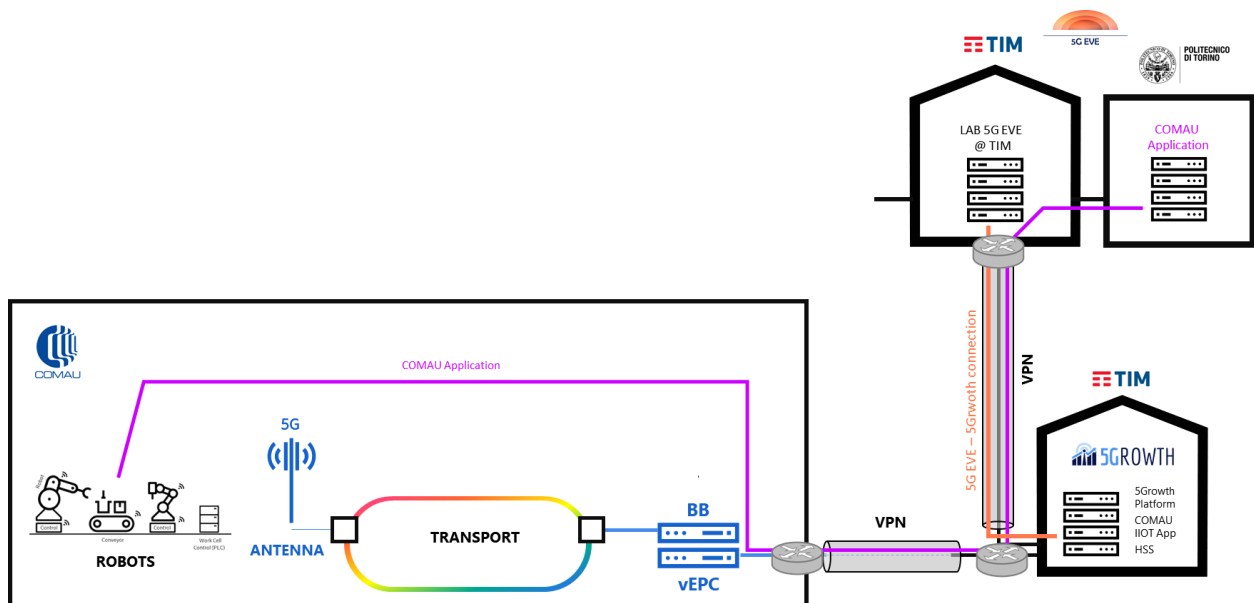 TIM
5G EVE
POLITECNICO
DI TORINO
LAB 5G EVE
@ TIM
COMAU
Application
COMAU
COMAU Application
5G EVE – 5Grwoth connection
VPN
TIM
5GROWTH
5Growth
Platform
COMAU
IIOT App
HSS
5G
Robot
Control
Conveyor
Control
Work Cell
Control (PLC)
ROBOTS
ANTENNA
TRANSPORT
BB
vEPC
VPN